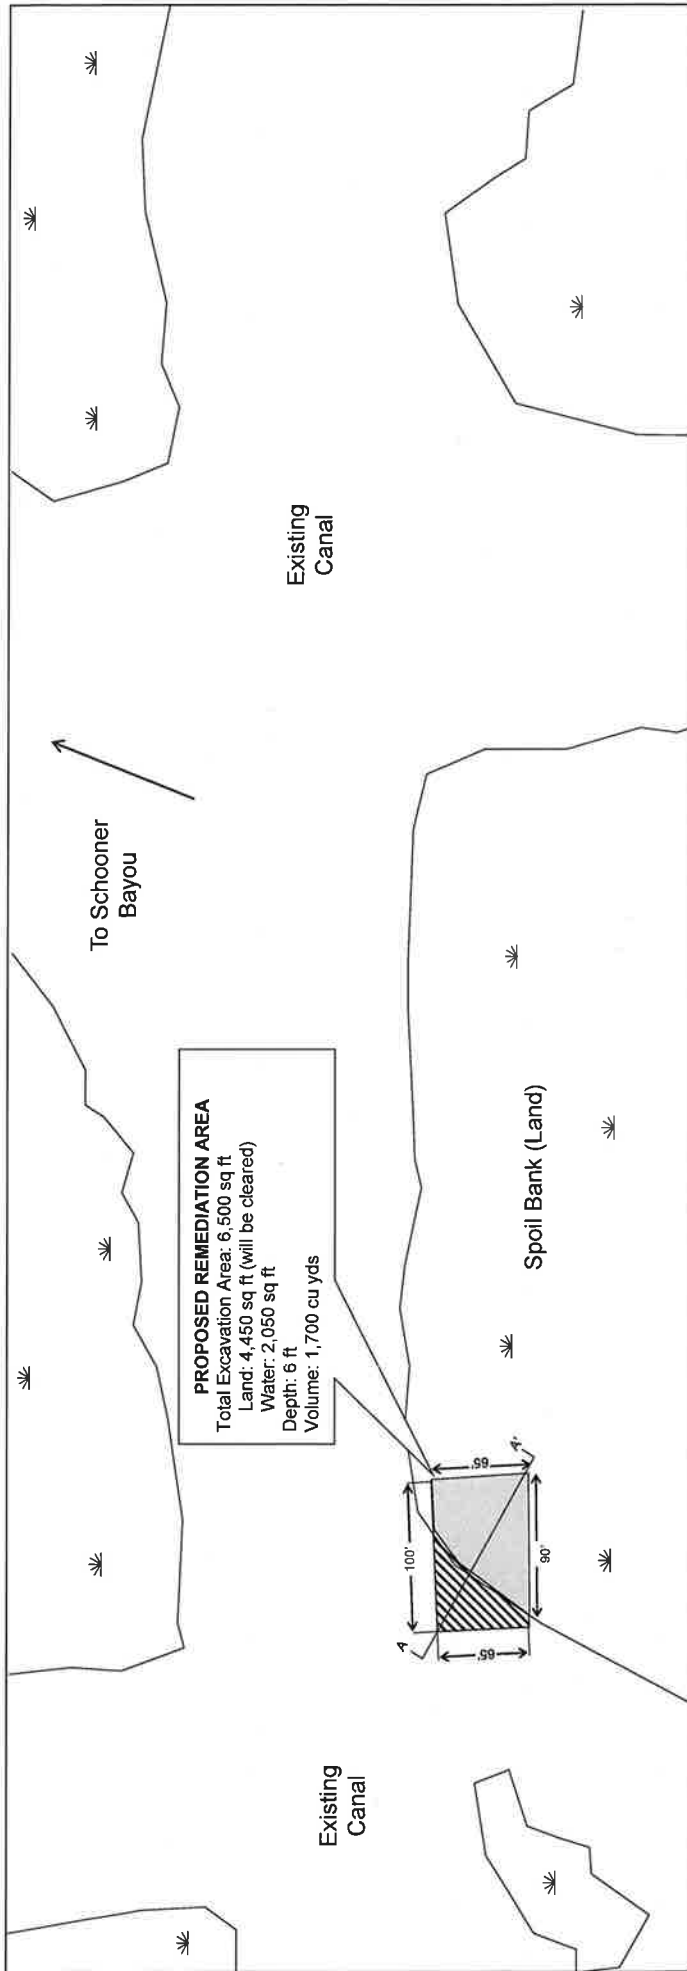 To Schooner
Bayou
Existing
Canal
PROPOSED REMEDIATION AREA
Total Excavation Area: 6,500 sq ft
Land: 4,450 sq ft (will be cleared)
Water: 2,050 sq ft
Depth: 6 ft
Volume: 1,700 cu yds
Existing
Canal
100'
65'
65'
90'
A
A'
Spoil Bank (Land)